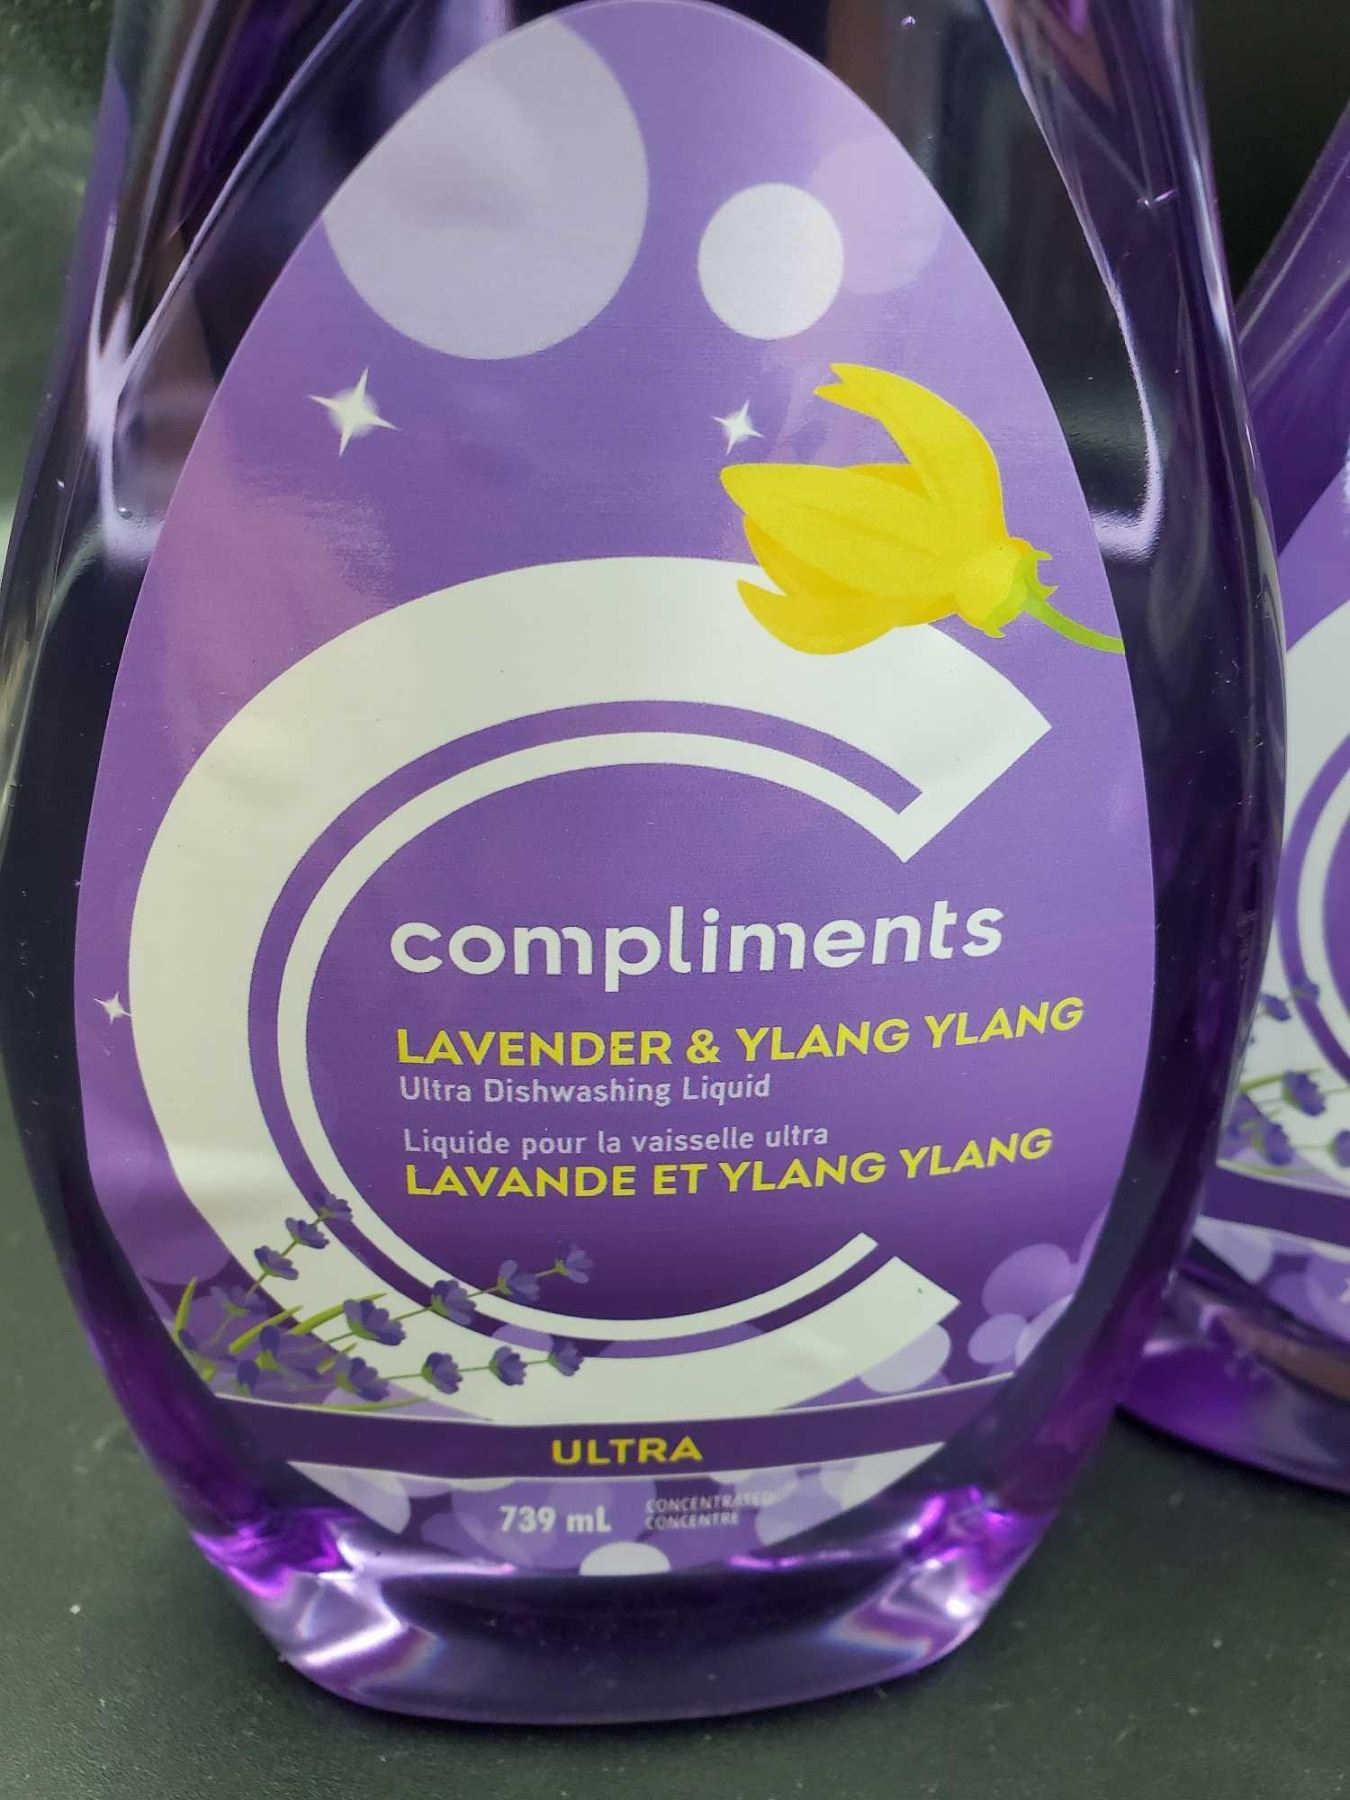 compliments
LAVENDER & YLANG YLANG
Ultra Dishwashing Liquid
Liquide pour la vaisselle ultra
LAVANDE ET YLANG YLANG
ULTRA
739 mL
CONCENTRATED
CONCENTRÉ